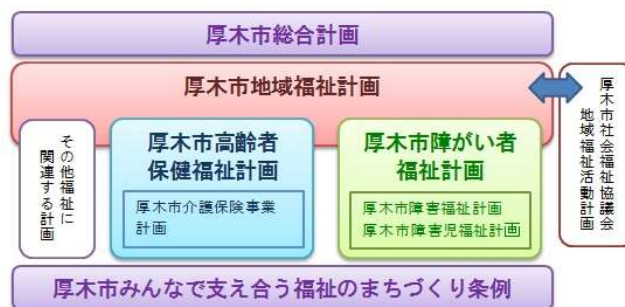 厚木市総合計画
厚木市地域福祉計画
その他福祉に
関連する計画
厚木市高齢者
保健福祉計画
厚木市介護保険事業
計画
厚木市障がい者
福祉計画
厚木市障害福祉計画
厚木市障害児福祉計画
厚木市社会福祉協議会
地域福祉活動計画
厚木市みんなで支え合う福祉のまちづくり条例